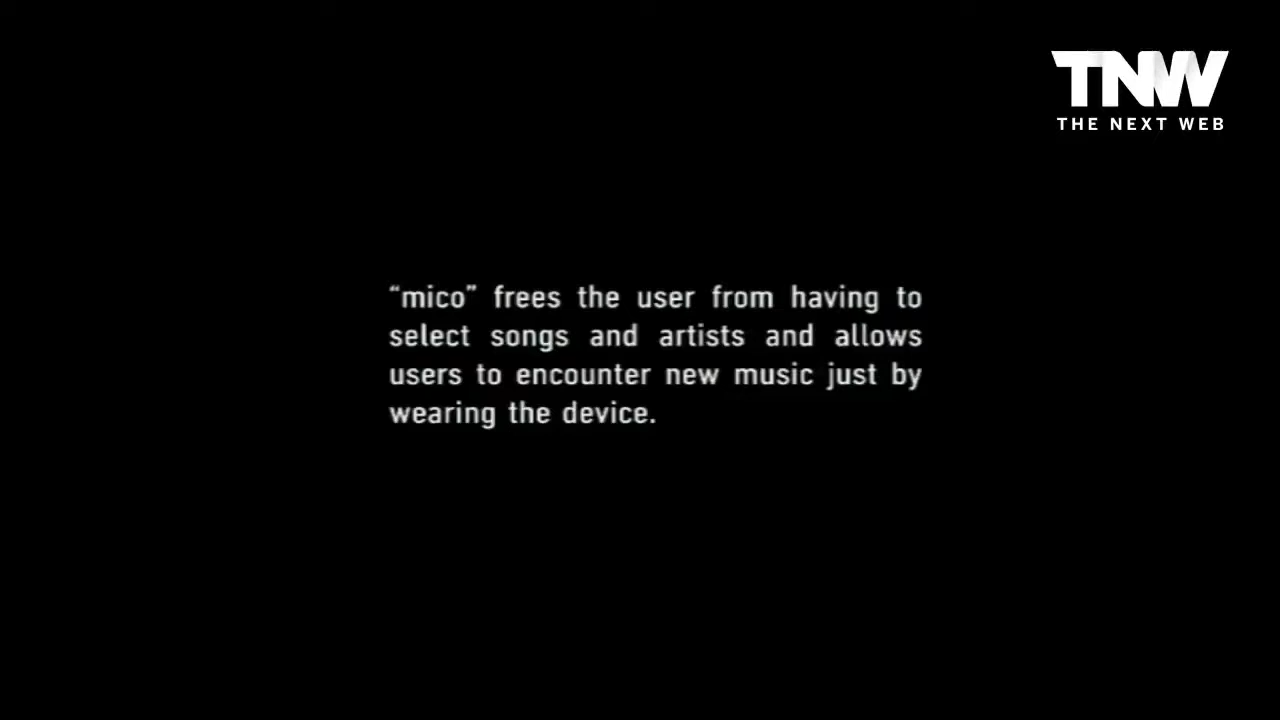 TNW
THE NEXT WEB
“mico” frees the user from having to
select songs and artists and allows
users to encounter new music just by
wearing the device.